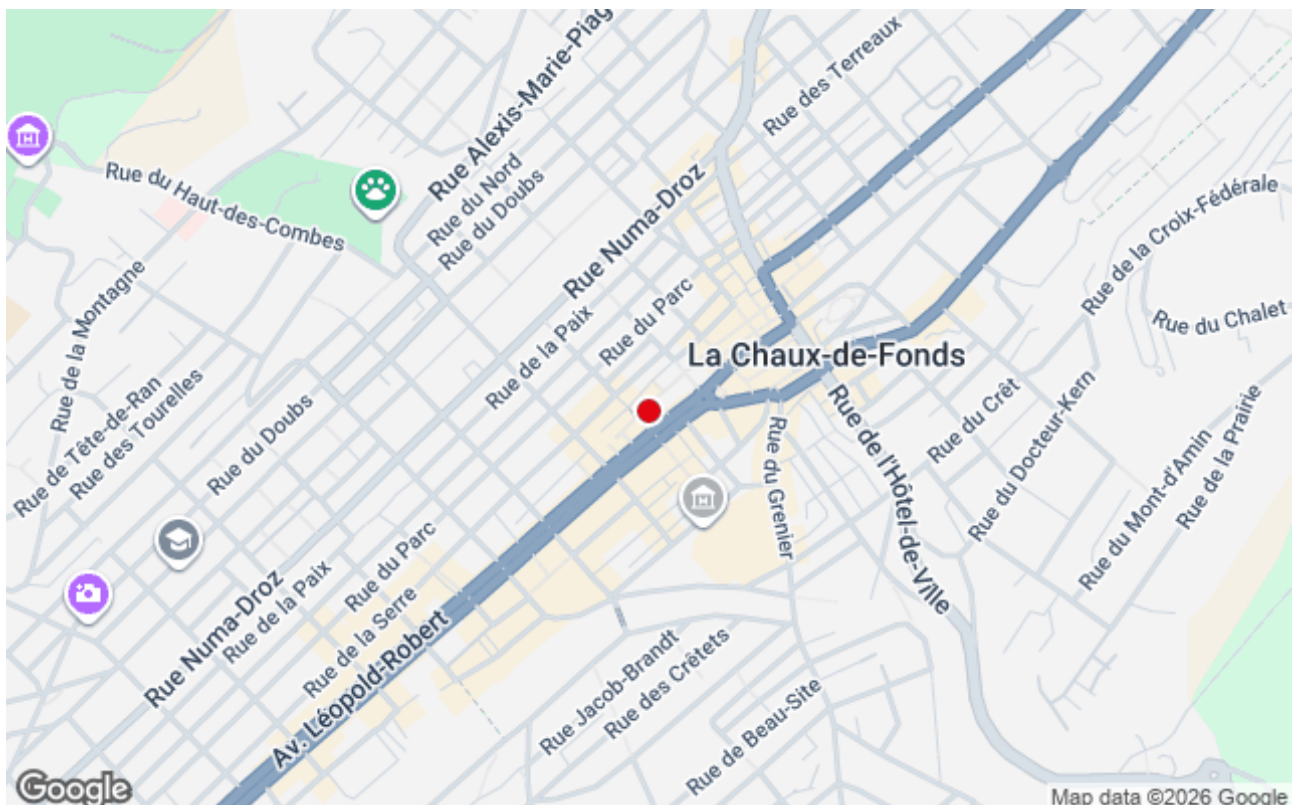 Rue Alexis-Marie-Piag
Rue des Terreaux
Rue du Haut-des-Combes
Rue du Nord
Rue du Doubs
Rue Numa-Droz
Rue de la Croix-Fédérale
Rue de la Montagne
Rue du Parc
Rue de la Paix
Rue du Chalet
La Chaux-de-Fonds
Rue de Tête-de-Ran
Rue des Tourelles
Rue du Doubs
Rue du Crêt
Rue du Docteur-Kern
Rue de l'Hôtel-de-Ville
Rue du Grenier
Rue du Mont-d'Amin
Rue de la Prairie
Rue du Parc
Rue de la Paix
Rue de la Serre
Rue Numa-Droz
Av. Léopold-Robert
Rue Jacob-Brandt
Rue des Crêtets
Rue de Beau-Site
Google
Map data ©2026 Google